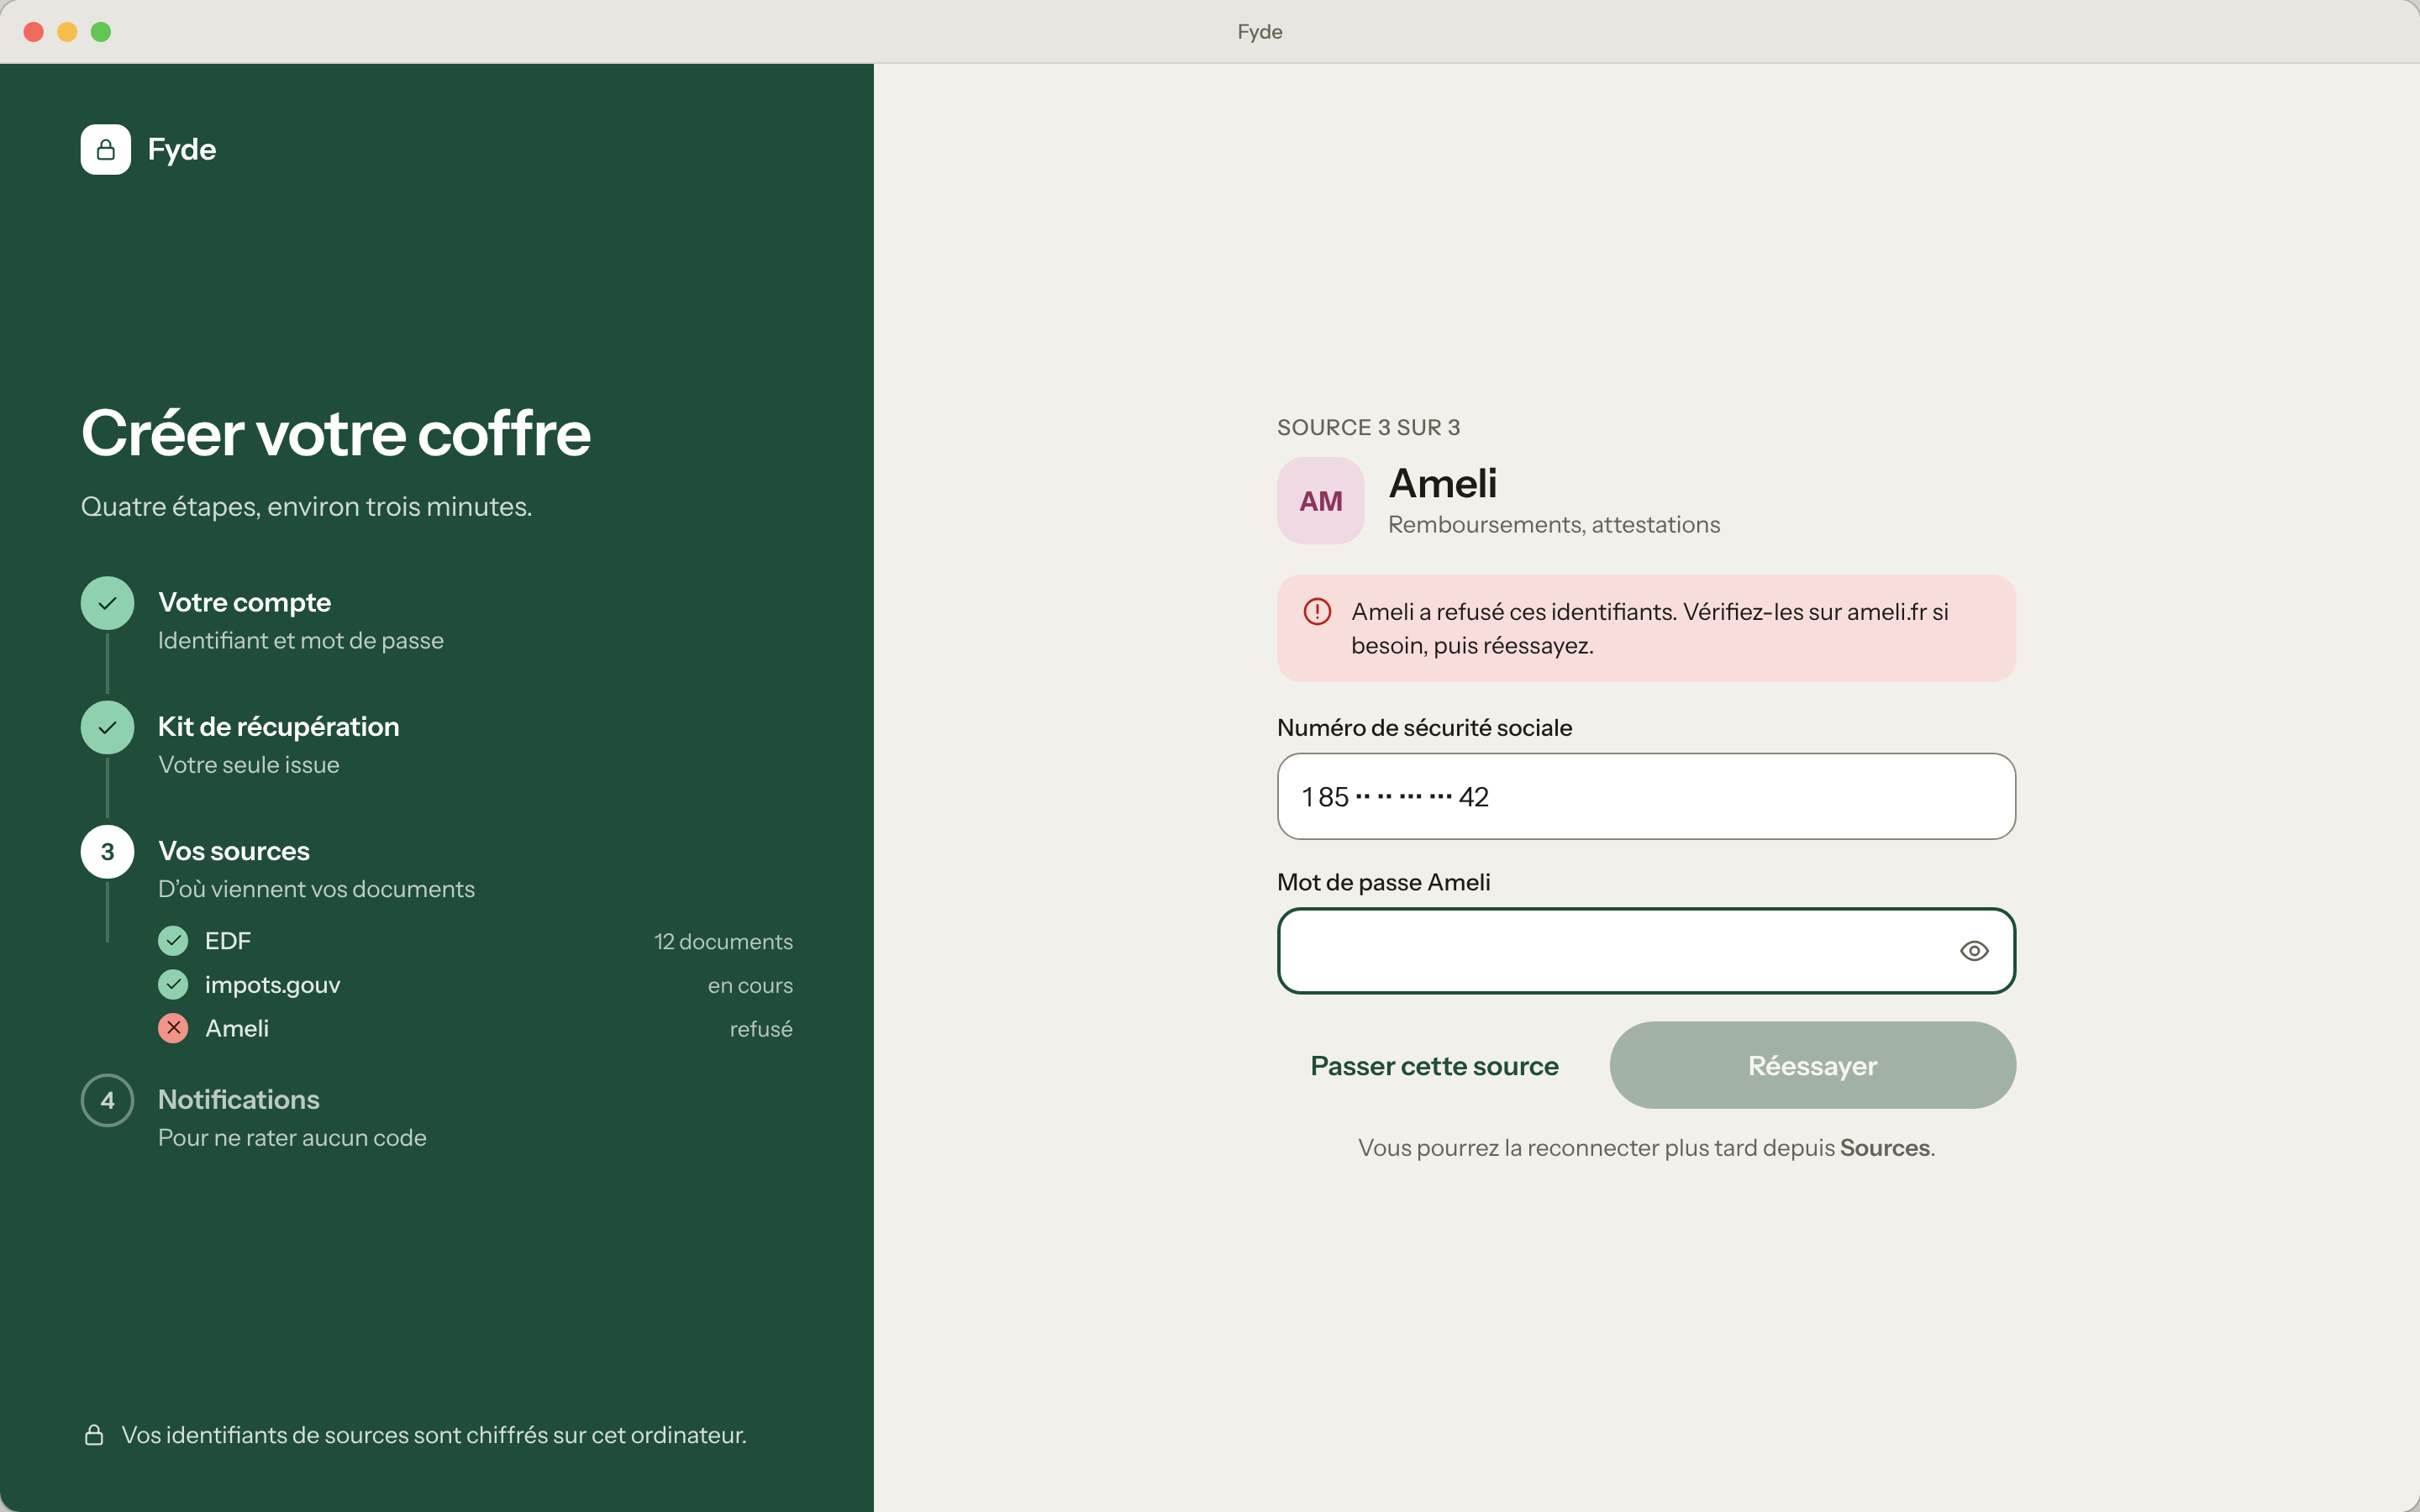 Fyde
Fyde
Créer votre coffre
Quatre étapes, environ trois minutes.
Votre compte
Identifiant et mot de passe
Kit de récupération
Votre seule issue
3
Vos sources
D’où viennent vos documents
EDF 12 documents
impots.gouv en cours
Ameli refusé
4
Notifications
Pour ne rater aucun code
Vos identifiants de sources sont chiffrés sur cet ordinateur.
SOURCE 3 SUR 3
AM
Ameli
Remboursements, attestations
Ameli a refusé ces identifiants. Vérifiez-les sur ameli.fr si
besoin, puis réessayez.
Numéro de sécurité sociale
1 85 ·· ·· ··· ··· 42
Mot de passe Ameli
Passer cette source
Réessayer
Vous pourrez la reconnecter plus tard depuis Sources.